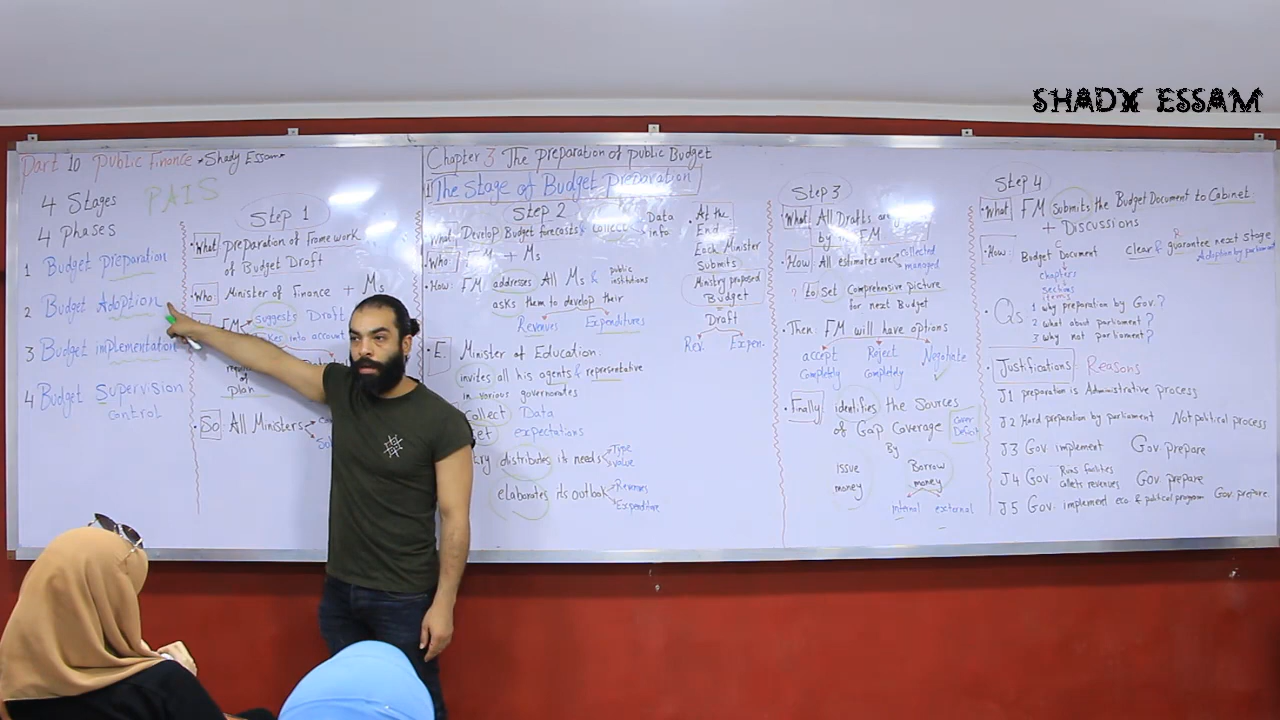 SHADY ESSAM
Part 10 Public Finance *Shady Essam*
4 Stages
PAIS
4 phases
1 Budget preparation
2 Budget Adoption
3 Budget implementation
4 Budget Supervision
control
Step 1
What: preparation of Framework
of Budget Draft
Who: Minister of Finance + Ms
FM suggests Draft
takes into account
plan
So All Ministers
Chapter 3 The preparation of public Budget
I The Stage of Budget Preparation
Step 2
What: Develop Budget forecasts & collect
Data
info
Who: FM + Ms
How: FM addresses All Ms & public
institutions
asks them to develop their
Revenues Expenditures
E. Minister of Education.
invites all his agents & representative
in various governorates
Collect Data
Set expectations
distributes its needs
Type
value
elaborates its outlook
Revenues
Expenditure
At the
End
Each Minister
Submits
Ministry proposed
Budget
Draft
Rev. Expen.
Step 3
What: All Drafts are
by the FM
How All estimates are
collected
managed
? to set Comprehensive picture
for next Budget
Then FM will have options
accept
Completely
Reject
Completely
Negotiate
Finally identifies the Sources
of Gap Coverage
Cover
Deficit
By
issue
money
Borrow
money
internal external
Step 4
What FM Submits the Budget Document to Cabinet
+ Discussions
How: Budget Document
chapters
Sections
items
clear & guarantee next stage
Adoption by parliament
Qs
1 why preparation by Gov.?
2 what about parliament?
3 why not parliament?
Justifications Reasons
J1 preparation is Administrative process
J2 Hard preparation by parliament Not political process
J3 Gov. implement Gov prepare
J4 Gov. Runs facilities
collets revenues Gov prepare
J5 Gov. implement eco & political program Gov. prepare.